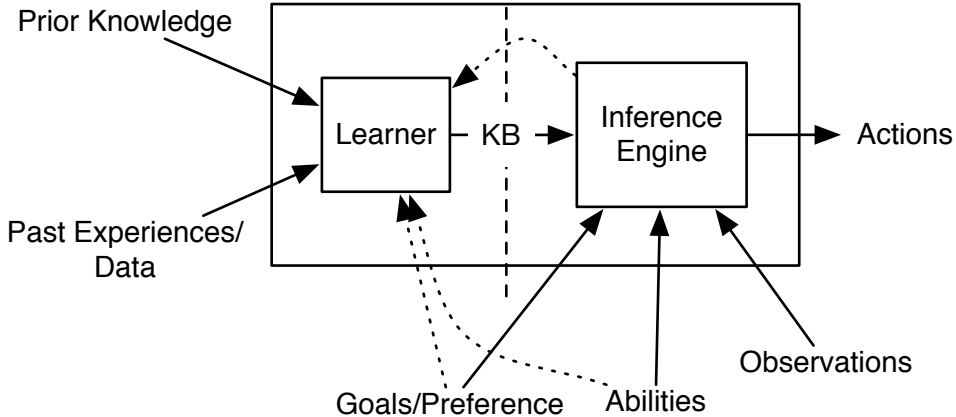 Prior Knowledge
Learner
KB
Inference
Engine
Actions
Past Experiences/
Data
Observations
Goals/Preference
Abilities